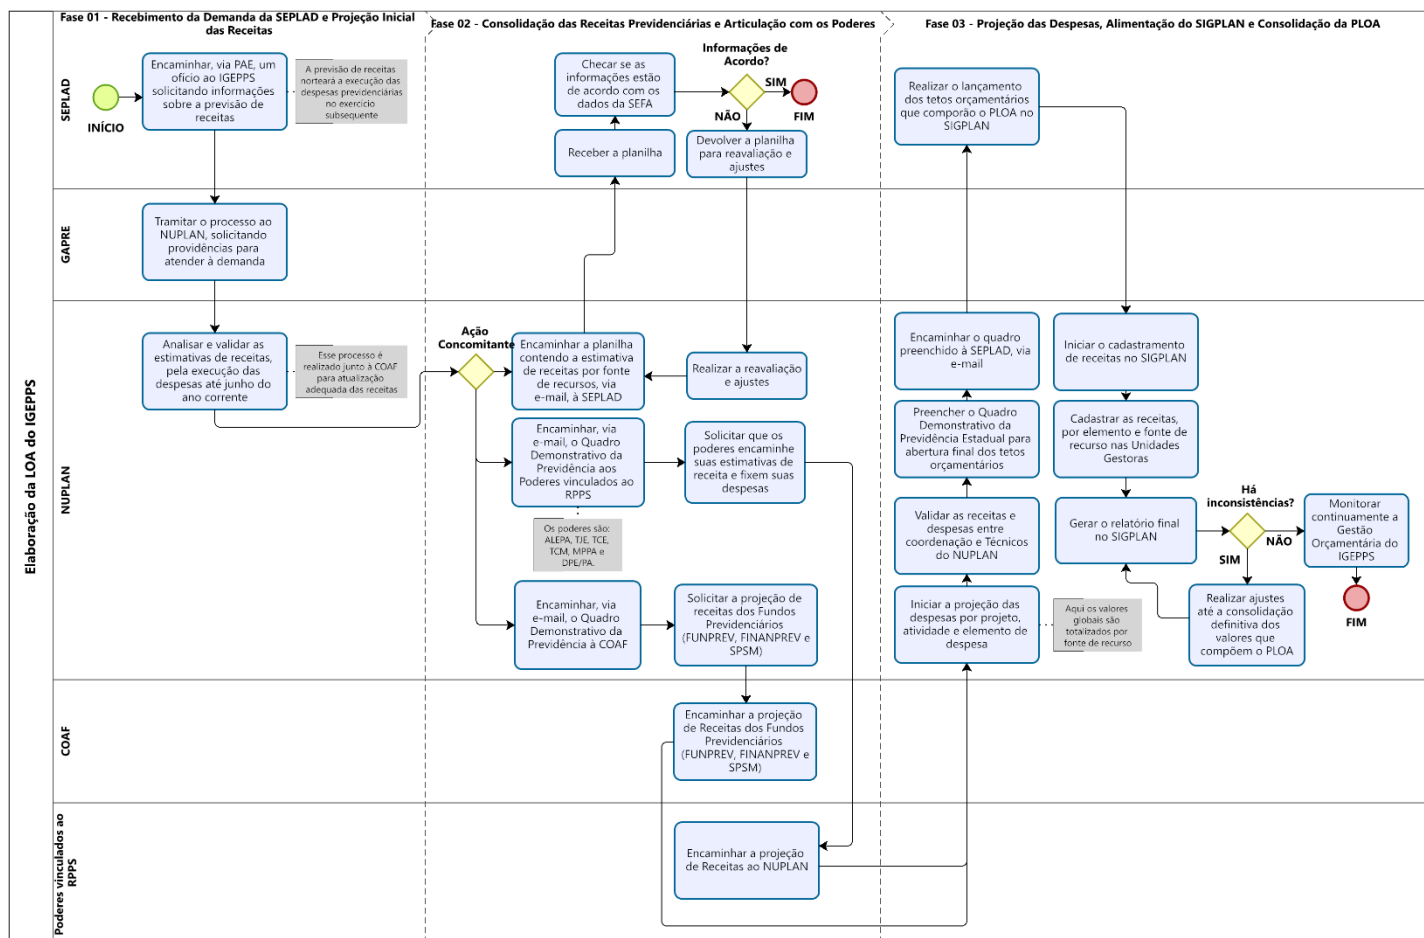 Elaboração da LOA do IGEPPS
Fase 01 - Recebimento da Demanda da SEPLAD e Projeção Inicial
das Receitas
Fase 02 - Consolidação das Receitas Previdenciárias e Articulação com os Poderes
Fase 03 - Projeção das Despesas, Alimentação do SIGPLAN e Consolidação da PLOA
SEPLAD
INÍCIO
Encaminhar, via PAE, um
ofício ao IGEPPS
solicitando informações
sobre a previsão de
receitas
A previsão de receitas
norteará a execução das
despesas previdenciárias
no exercício
subsequente
Checar se as
informações estão
de acordo com os
dados da SEFA
Receber a planilha
Informações de
Acordo?
SIM
NÃO
FIM
Devolver a planilha
para reavaliação e
ajustes
Realizar o lançamento
dos tetos orçamentários
que comporão o PLOA no
SIGPLAN
GAPRE
Tramitar o processo ao
NUPLAN, solicitando
providências para
atender à demanda
NUPLAN
Analisar e validar as
estimativas de receitas,
pela execução das
despesas até junho do
ano corrente
Esse processo é
realizado junto à COAF
para atualização
adequada das receitas
Ação
Concomitante
Encaminhar a planilha
contendo a estimativa
de receitas por fonte
de recursos, via
e-mail, à SEPLAD
Realizar a reavaliação
e ajustes
Encaminhar, via
e-mail, o Quadro
Demonstrativo da
Previdência aos
Poderes vinculados ao
RPPS
Solicitar que os
poderes encaminhe
suas estimativas de
receita e fixem suas
despesas
Os poderes são:
ALEPA, TJE, TCE,
TCM, MPPA e
DPE/PA.
Encaminhar, via
e-mail, o Quadro
Demonstrativo da
Previdência à COAF
Solicitar a projeção de
receitas dos Fundos
Previdenciários
(FUNPREV, FINANPREV e
SPSM)
Encaminhar o quadro
preenchido à SEPLAD, via
e-mail
Preencher o Quadro
Demonstrativo da
Previdência Estadual para
abertura final dos tetos
orçamentários
Validar as receitas e
despesas entre
coordenação e Técnicos
do NUPLAN
Iniciar a projeção das
despesas por projeto,
atividade e elemento de
despesa
Aqui os valores
globais são
totalizados por
fonte de recurso
Iniciar o cadastramento
de receitas no SIGPLAN
Cadastrar as receitas,
por elemento e fonte de
recurso nas Unidades
Gestoras
Gerar o relatório final
no SIGPLAN
Há
inconsistências?
NÃO
SIM
Monitorar
continuamente a
Gestão
Orçamentária do
IGEPPS
FIM
Realizar ajustes
até a consolidação
definitiva dos
valores que
compõem o PLOA
COAF
Encaminhar a projeção
de Receitas dos Fundos
Previdenciários
(FUNPREV, FINANPREV e
SPSM)
Poderes vinculados ao
RPPS
Encaminhar a projeção
de Receitas ao NUPLAN